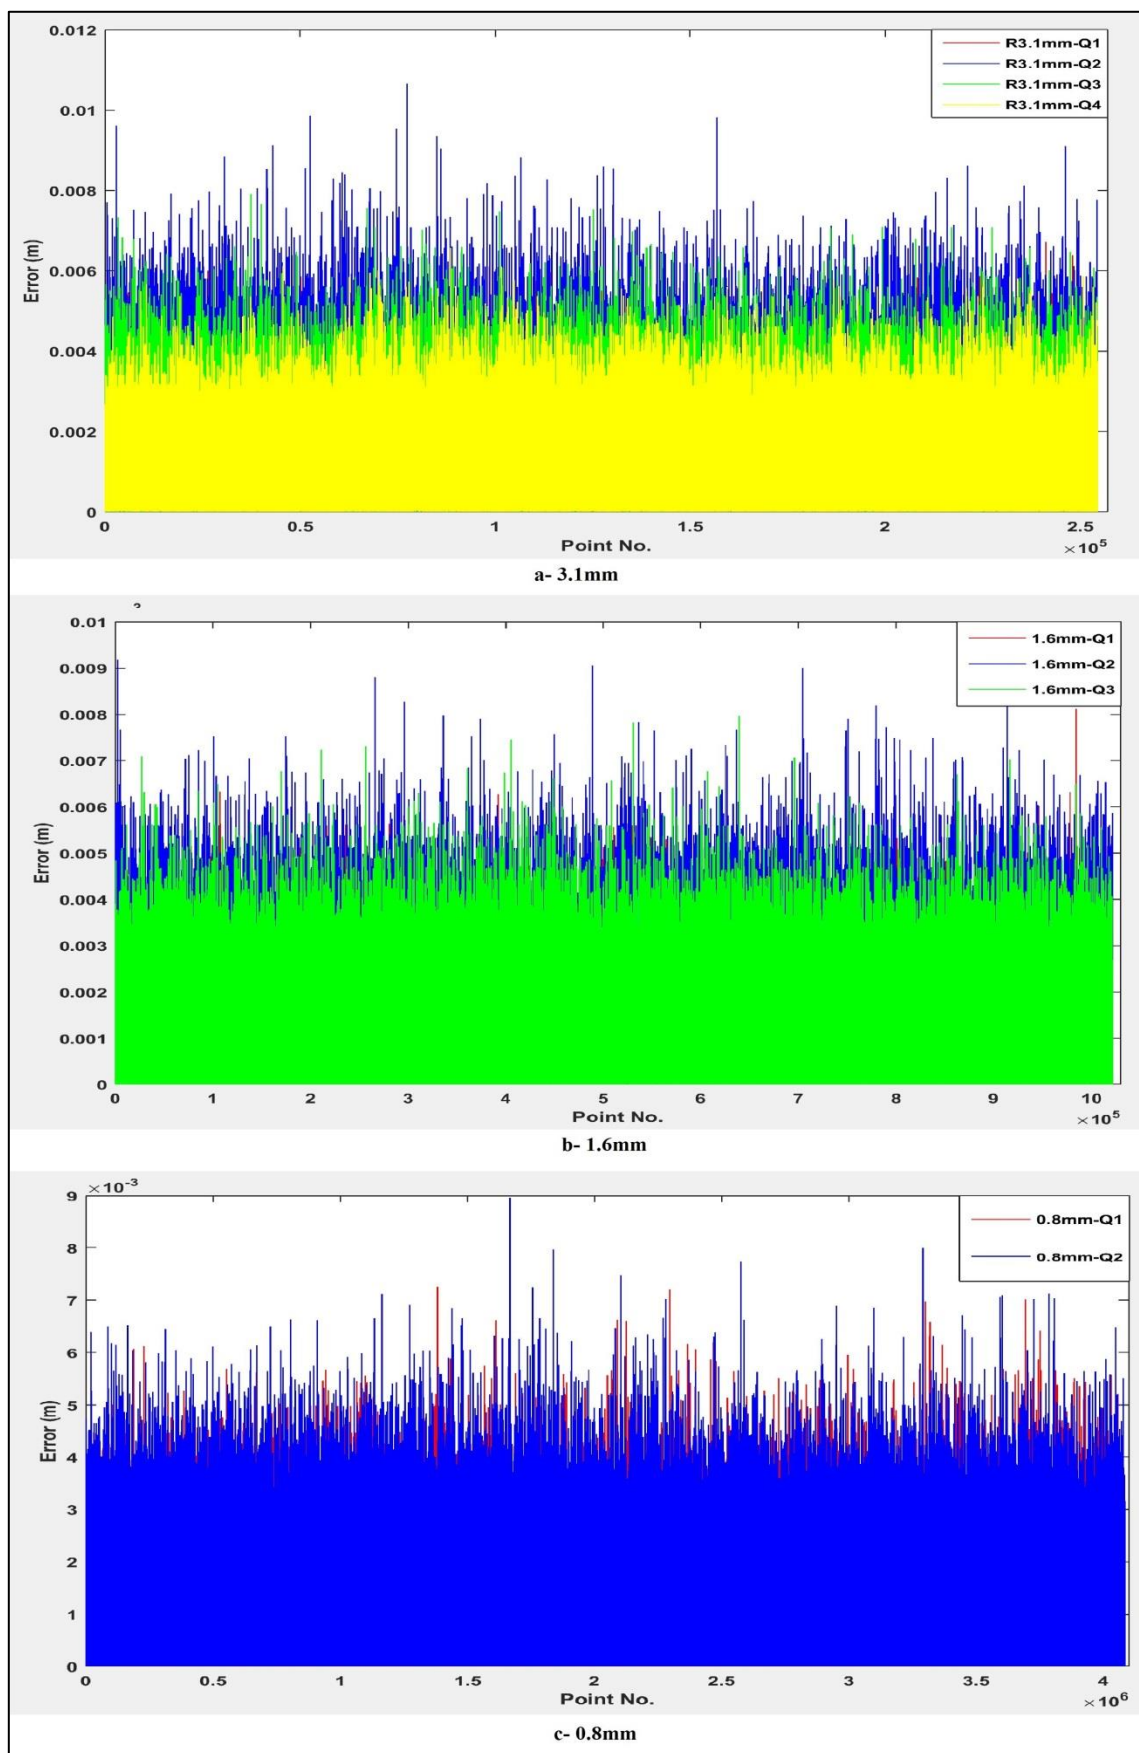 0.012
R3.1mm-Q1
R3.1mm-Q2
R3.1mm-Q3
R3.1mm-Q4
0.01
0.008
0.006
0.004
0.002
0
Error (m)
0 0.5 1 1.5 2 2.5
Point No.
×10⁵
a- 3.1mm
0.01
1.6mm-Q1
1.6mm-Q2
1.6mm-Q3
0.009
0.008
0.007
0.006
0.005
0.004
0.003
0.002
0.001
0
Error (m)
0 1 2 3 4 5 6 7 8 9 10
Point No.
×10⁵
b- 1.6mm
×10⁻³
9
0.8mm-Q1
0.8mm-Q2
8
7
6
5
4
3
2
1
0
Error (m)
0 0.5 1 1.5 2 2.5 3 3.5 4
Point No.
×10⁶
c- 0.8mm